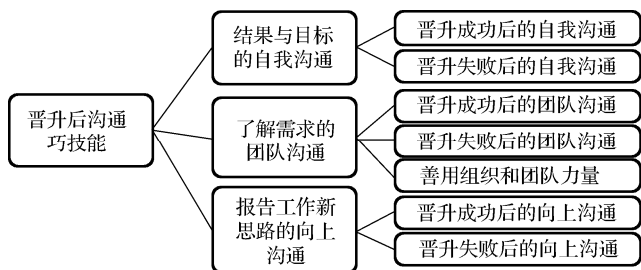 晋升后沟通
巧技能
结果与目标
的自我沟通
晋升成功后的自我沟通
晋升失败后的自我沟通
了解需求的
团队沟通
晋升成功后的团队沟通
晋升失败后的团队沟通
善用组织和团队力量
报告工作新
思路的向上
沟通
晋升成功后的向上沟通
晋升失败后的向上沟通